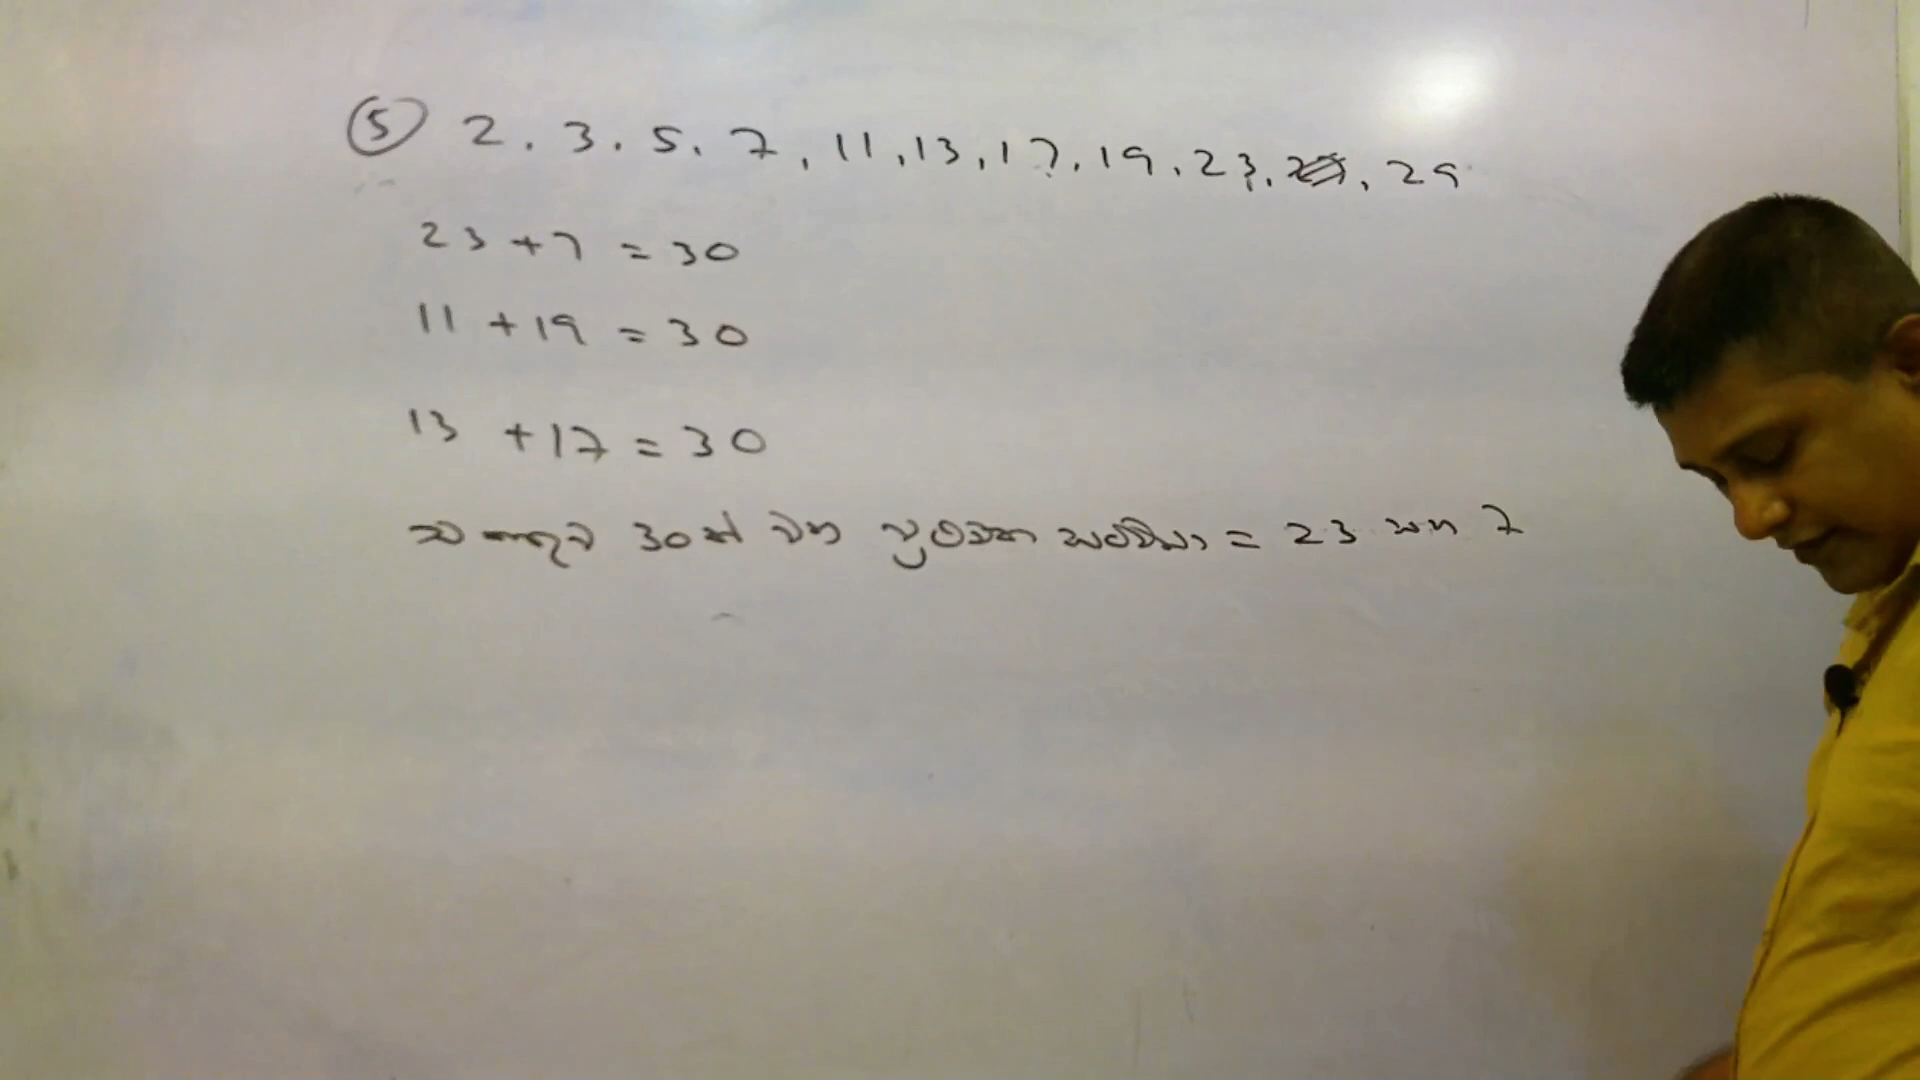 ⑤ 2, 3, 5, 7, 11, 13, 17, 19, 23, , 29
23 + 7 = 30
11 + 19 = 30
13 + 17 = 30
30ක් වන ප්‍රථමක සංඛ්‍යා = 23 සහ 7